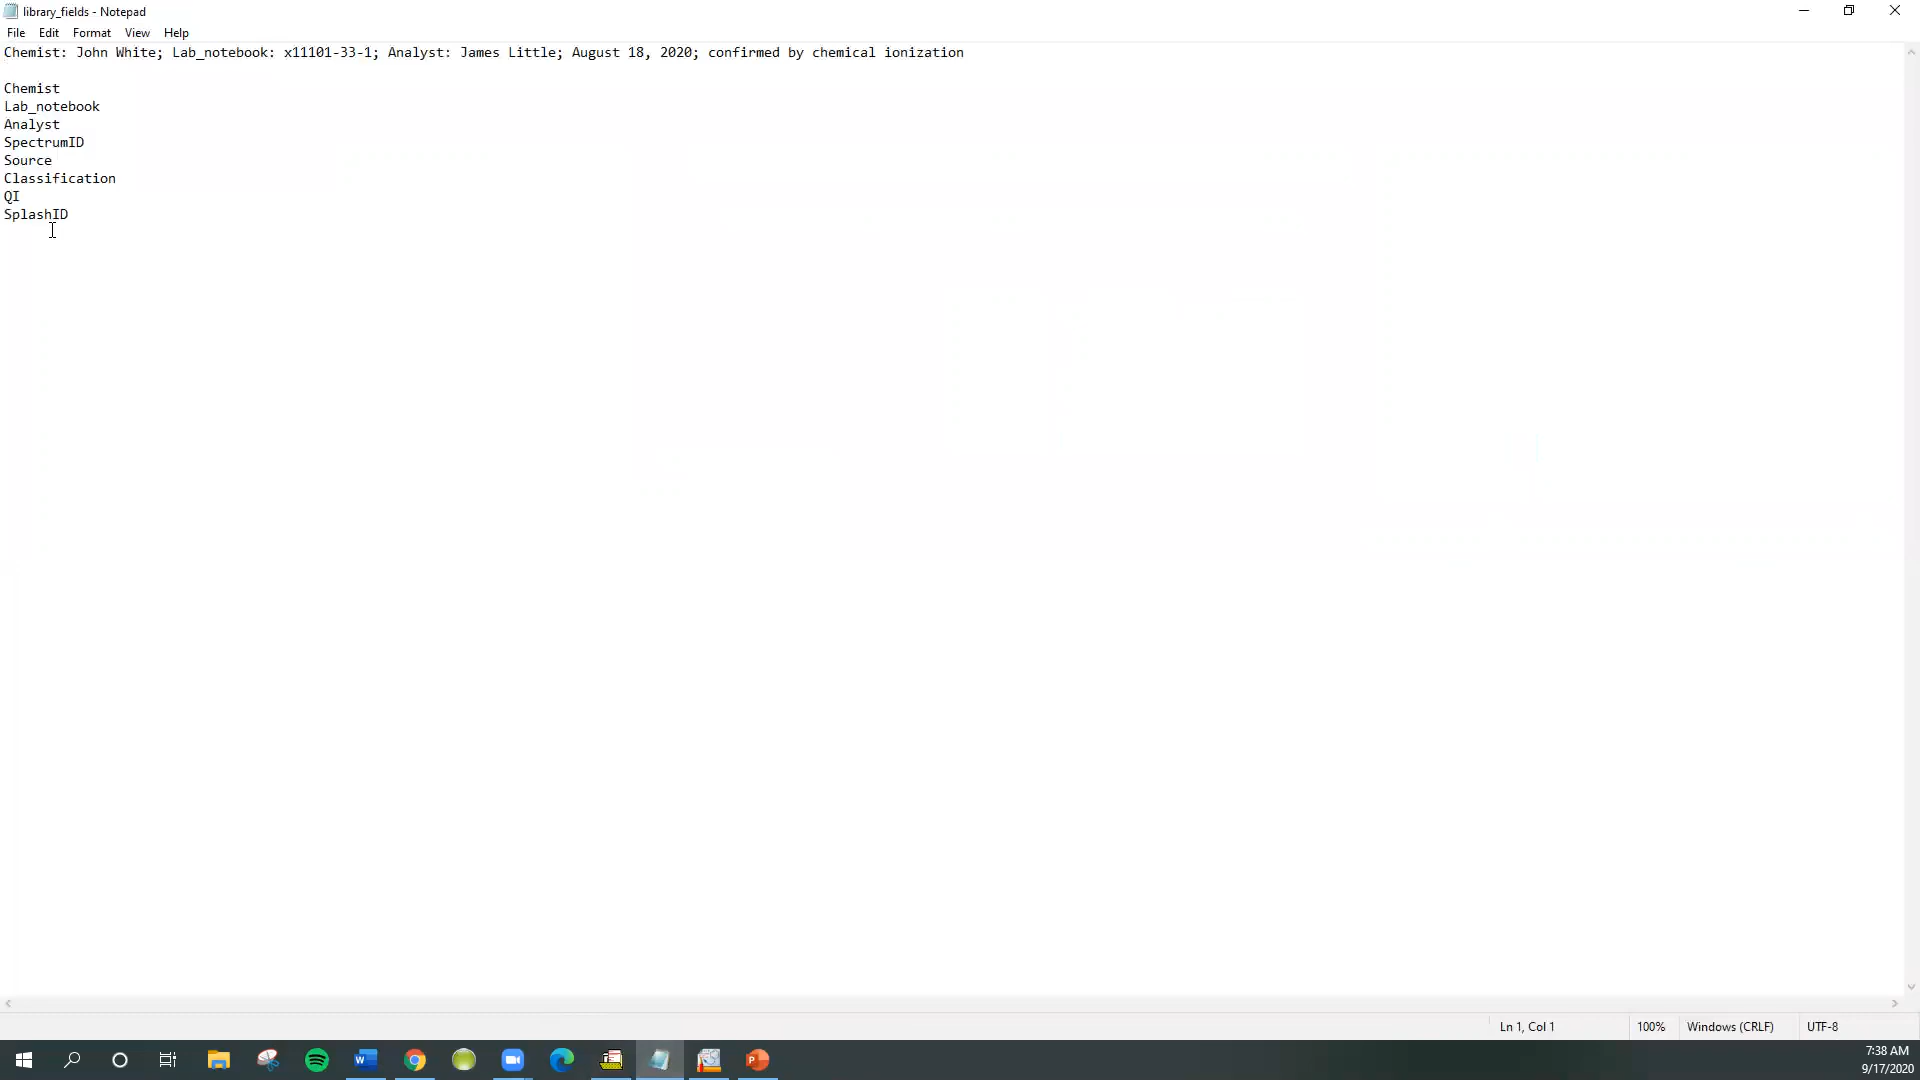 library_fields - Notepad
File Edit Format View Help
Chemist: John White; Lab_notebook: x11101-33-1; Analyst: James Little; August 18, 2020; confirmed by chemical ionization
Chemist
Lab_notebook
Analyst
SpectrumID
Source
Classification
QI
SplashID
Ln 1, Col 1 100% Windows (CRLF) UTF-8
7:38 AM
9/17/2020